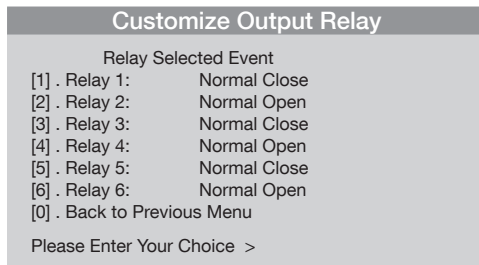 Customize Output Relay
Relay Selected Event
[1] . Relay 1: Normal Close
[2] . Relay 2: Normal Open
[3] . Relay 3: Normal Close
[4] . Relay 4: Normal Open
[5] . Relay 5: Normal Close
[6] . Relay 6: Normal Open
[0] . Back to Previous Menu
Please Enter Your Choice >